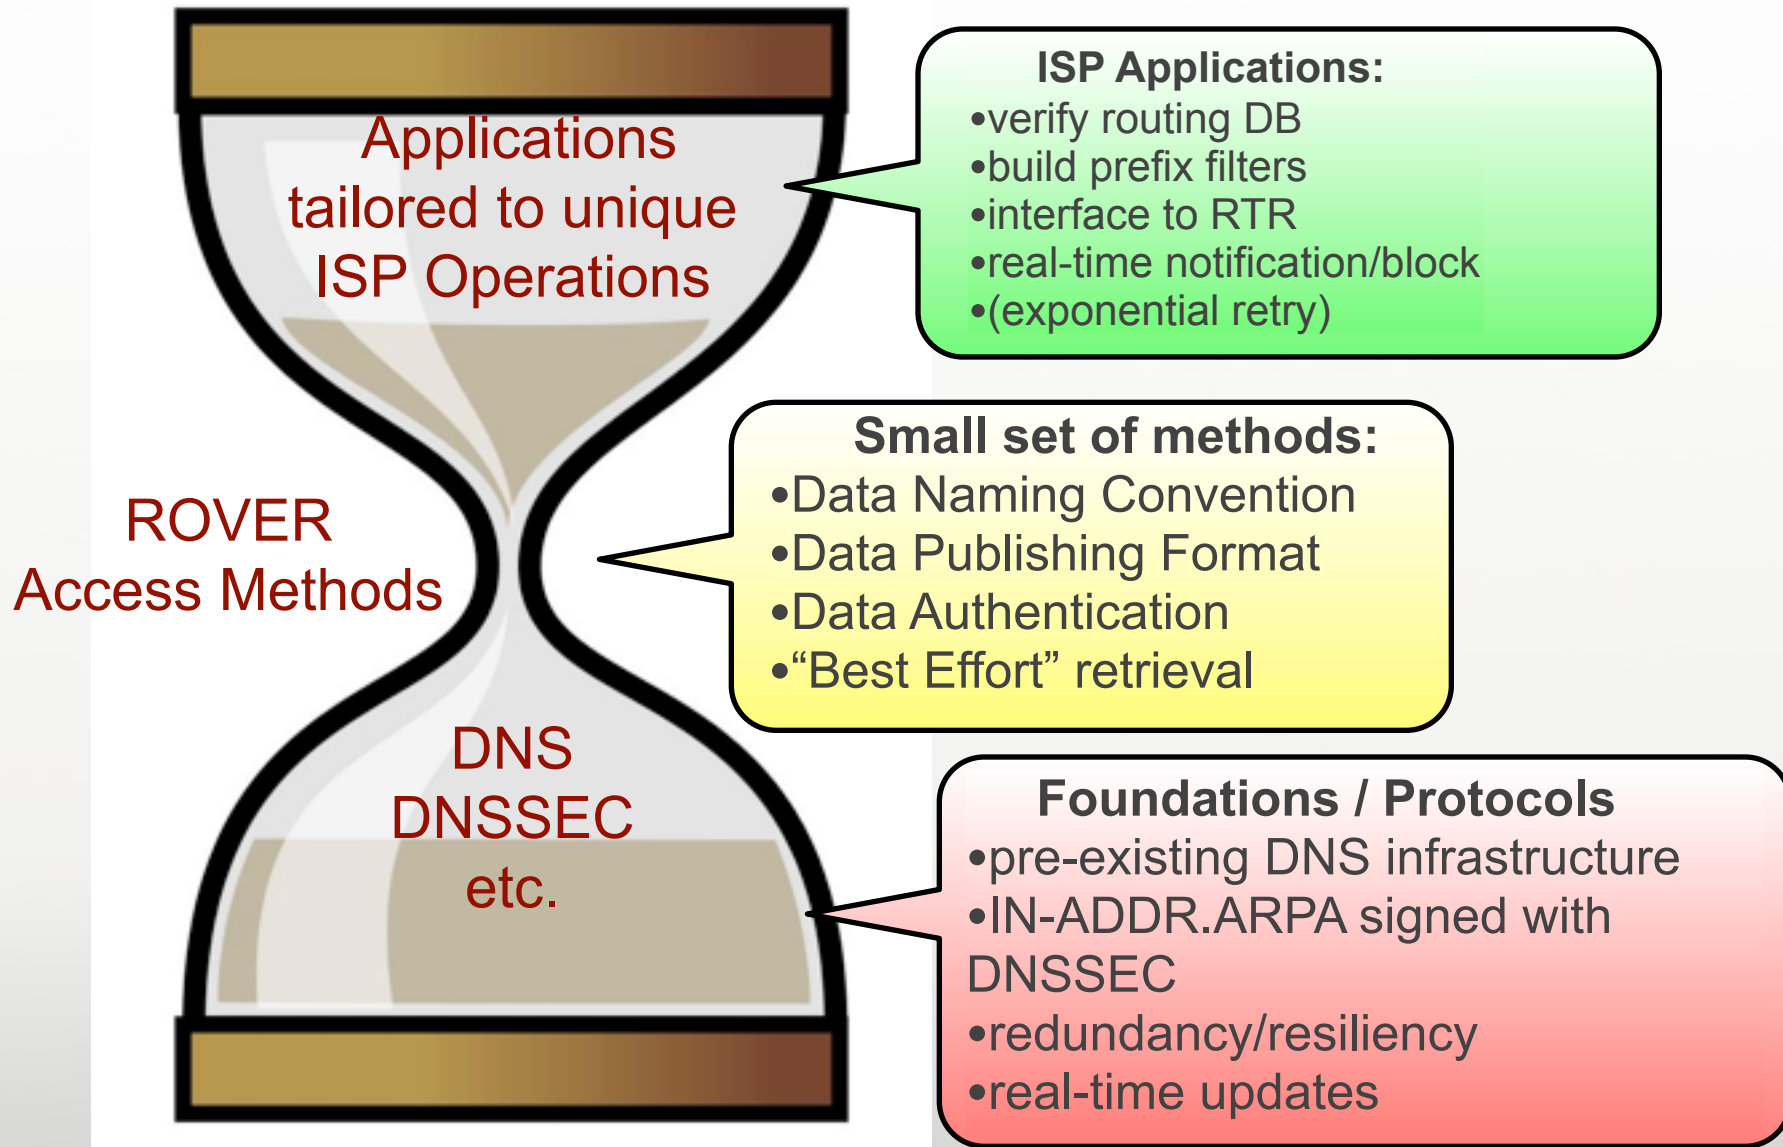 Applications
tailored to unique
ISP Operations
ISP Applications:
•verify routing DB
•build prefix filters
•interface to RTR
•real-time notification/block
•(exponential retry)
ROVER
Access Methods
Small set of methods:
•Data Naming Convention
•Data Publishing Format
•Data Authentication
•“Best Effort” retrieval
DNS
DNSSEC
etc.
Foundations / Protocols
•pre-existing DNS infrastructure
•IN-ADDR.ARPA signed with
DNSSEC
•redundancy/resiliency
•real-time updates